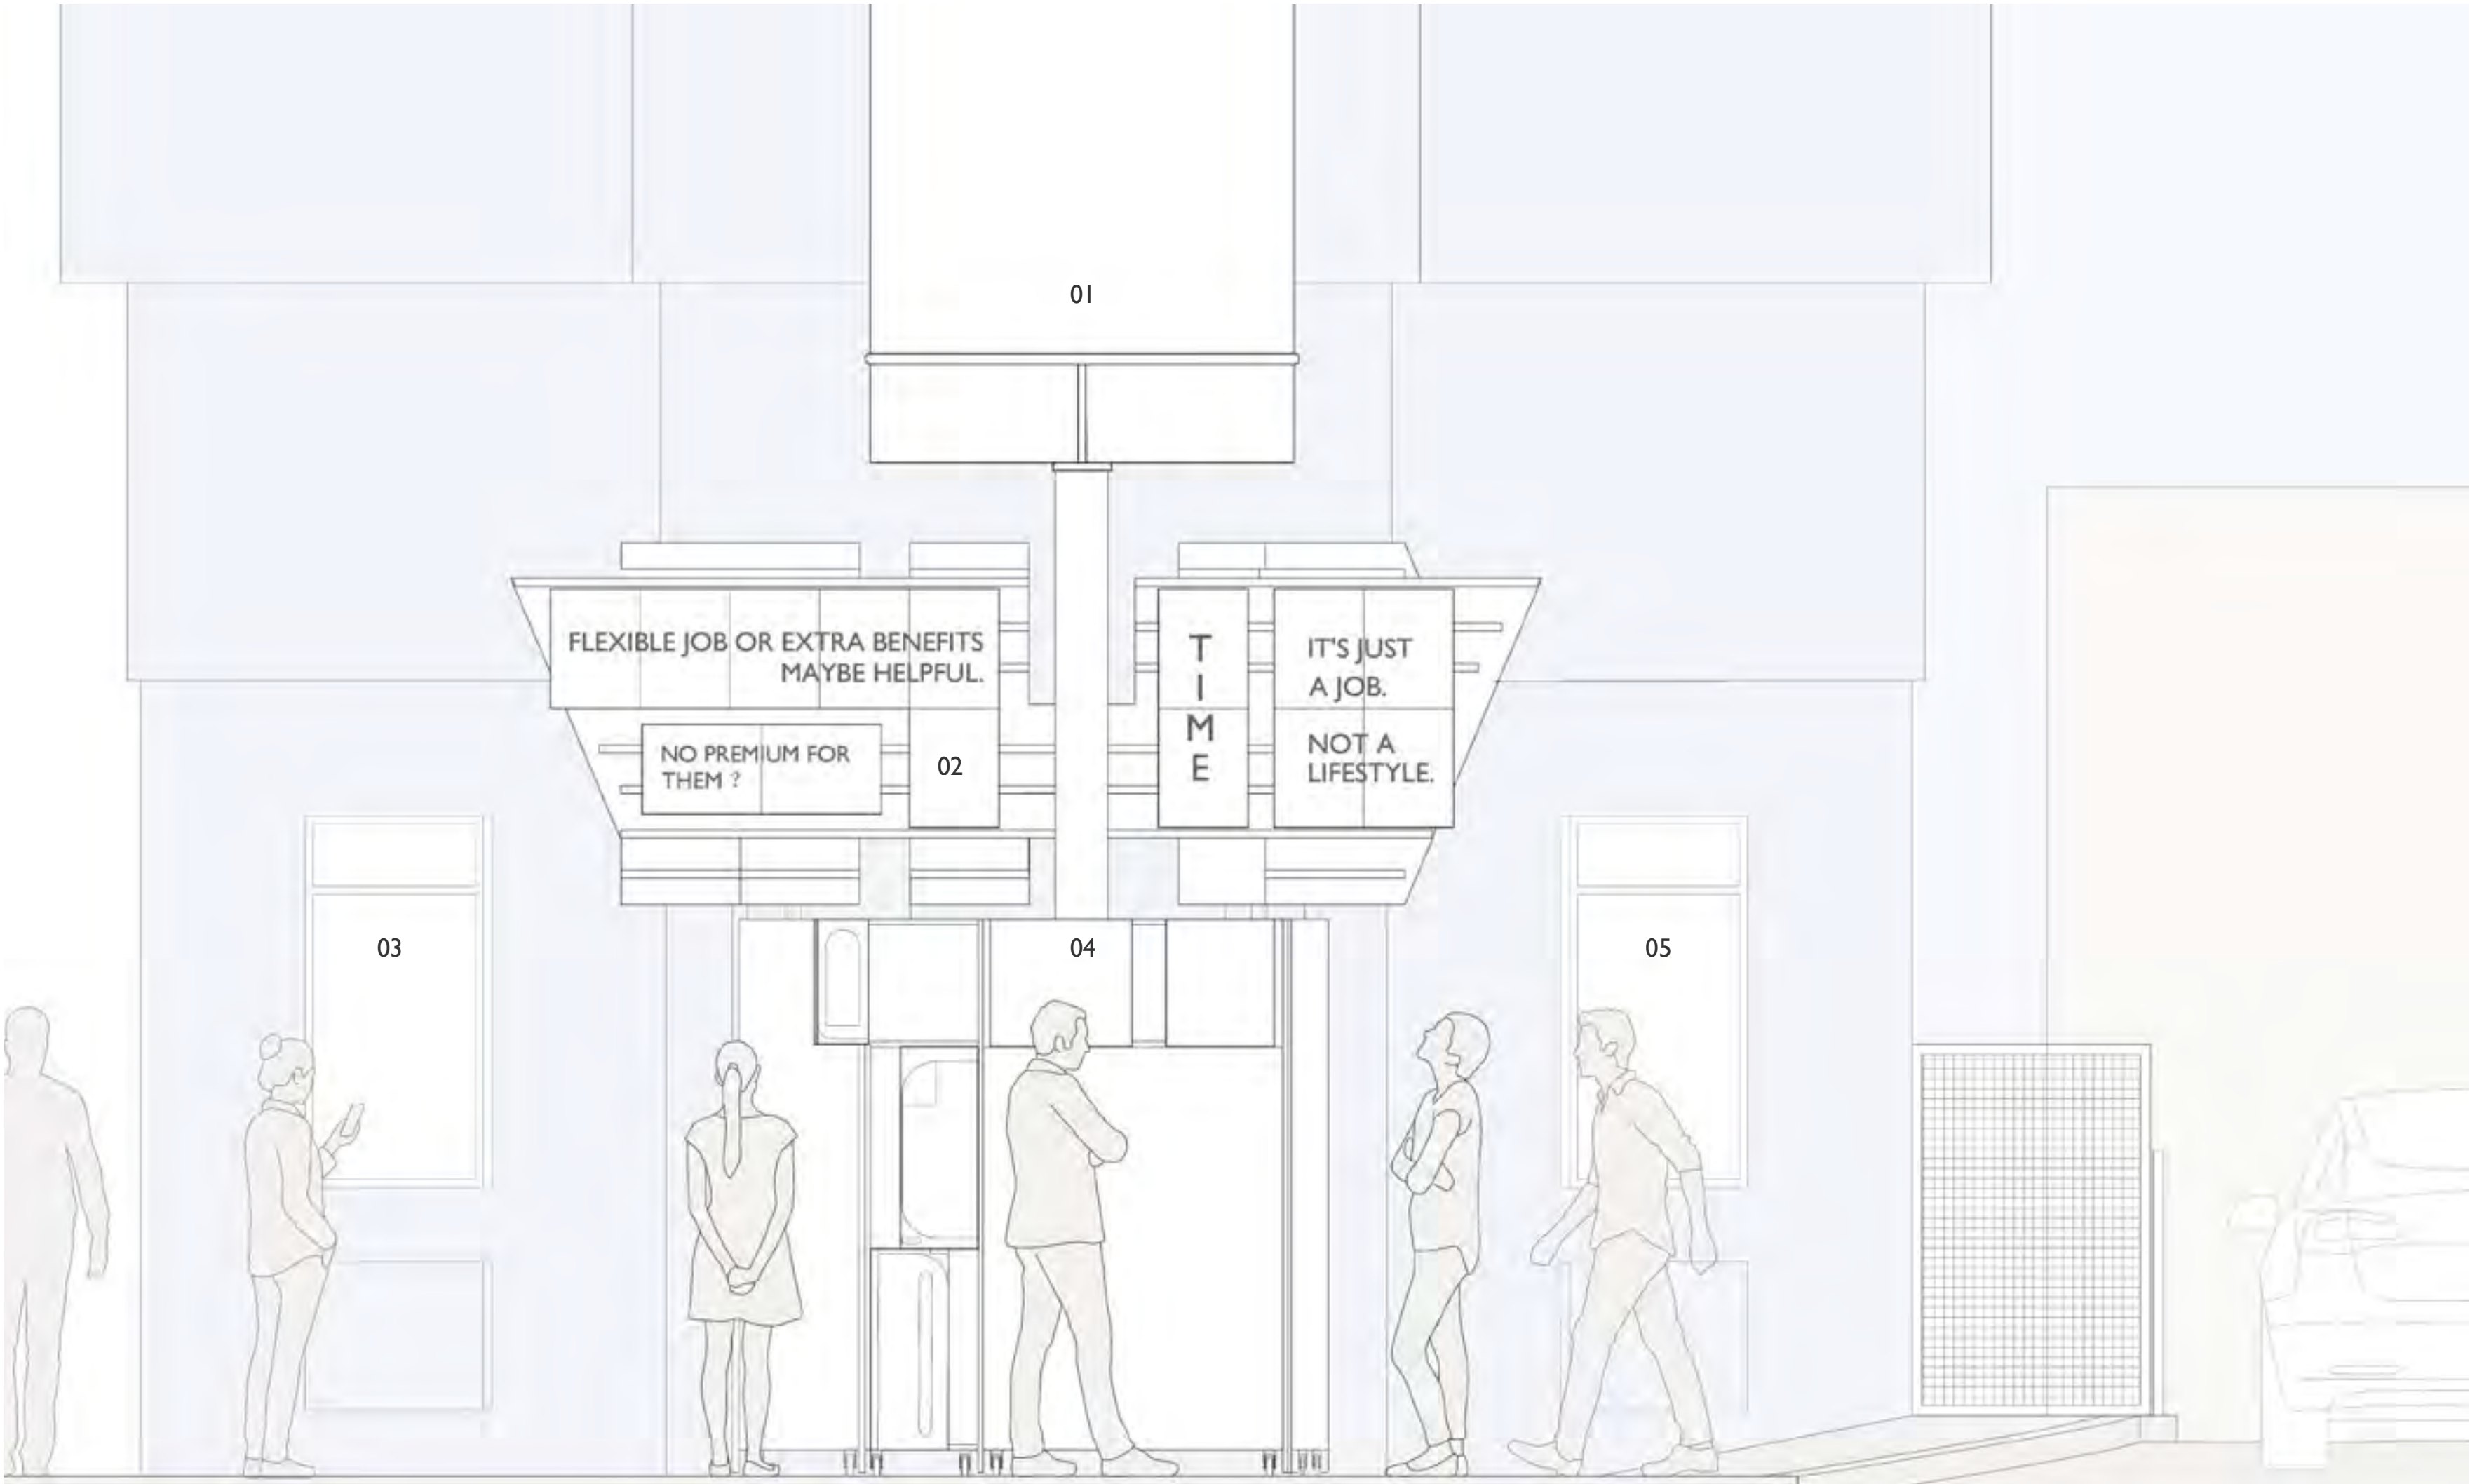 01
FLEXIBLE JOB OR EXTRA BENEFITS
MAYBE HELPFUL.
NO PREMIUM FOR
THEM ?
02
T
I
M
E
IT'S JUST
A JOB.
NOT A
LIFESTYLE.
03
04
05